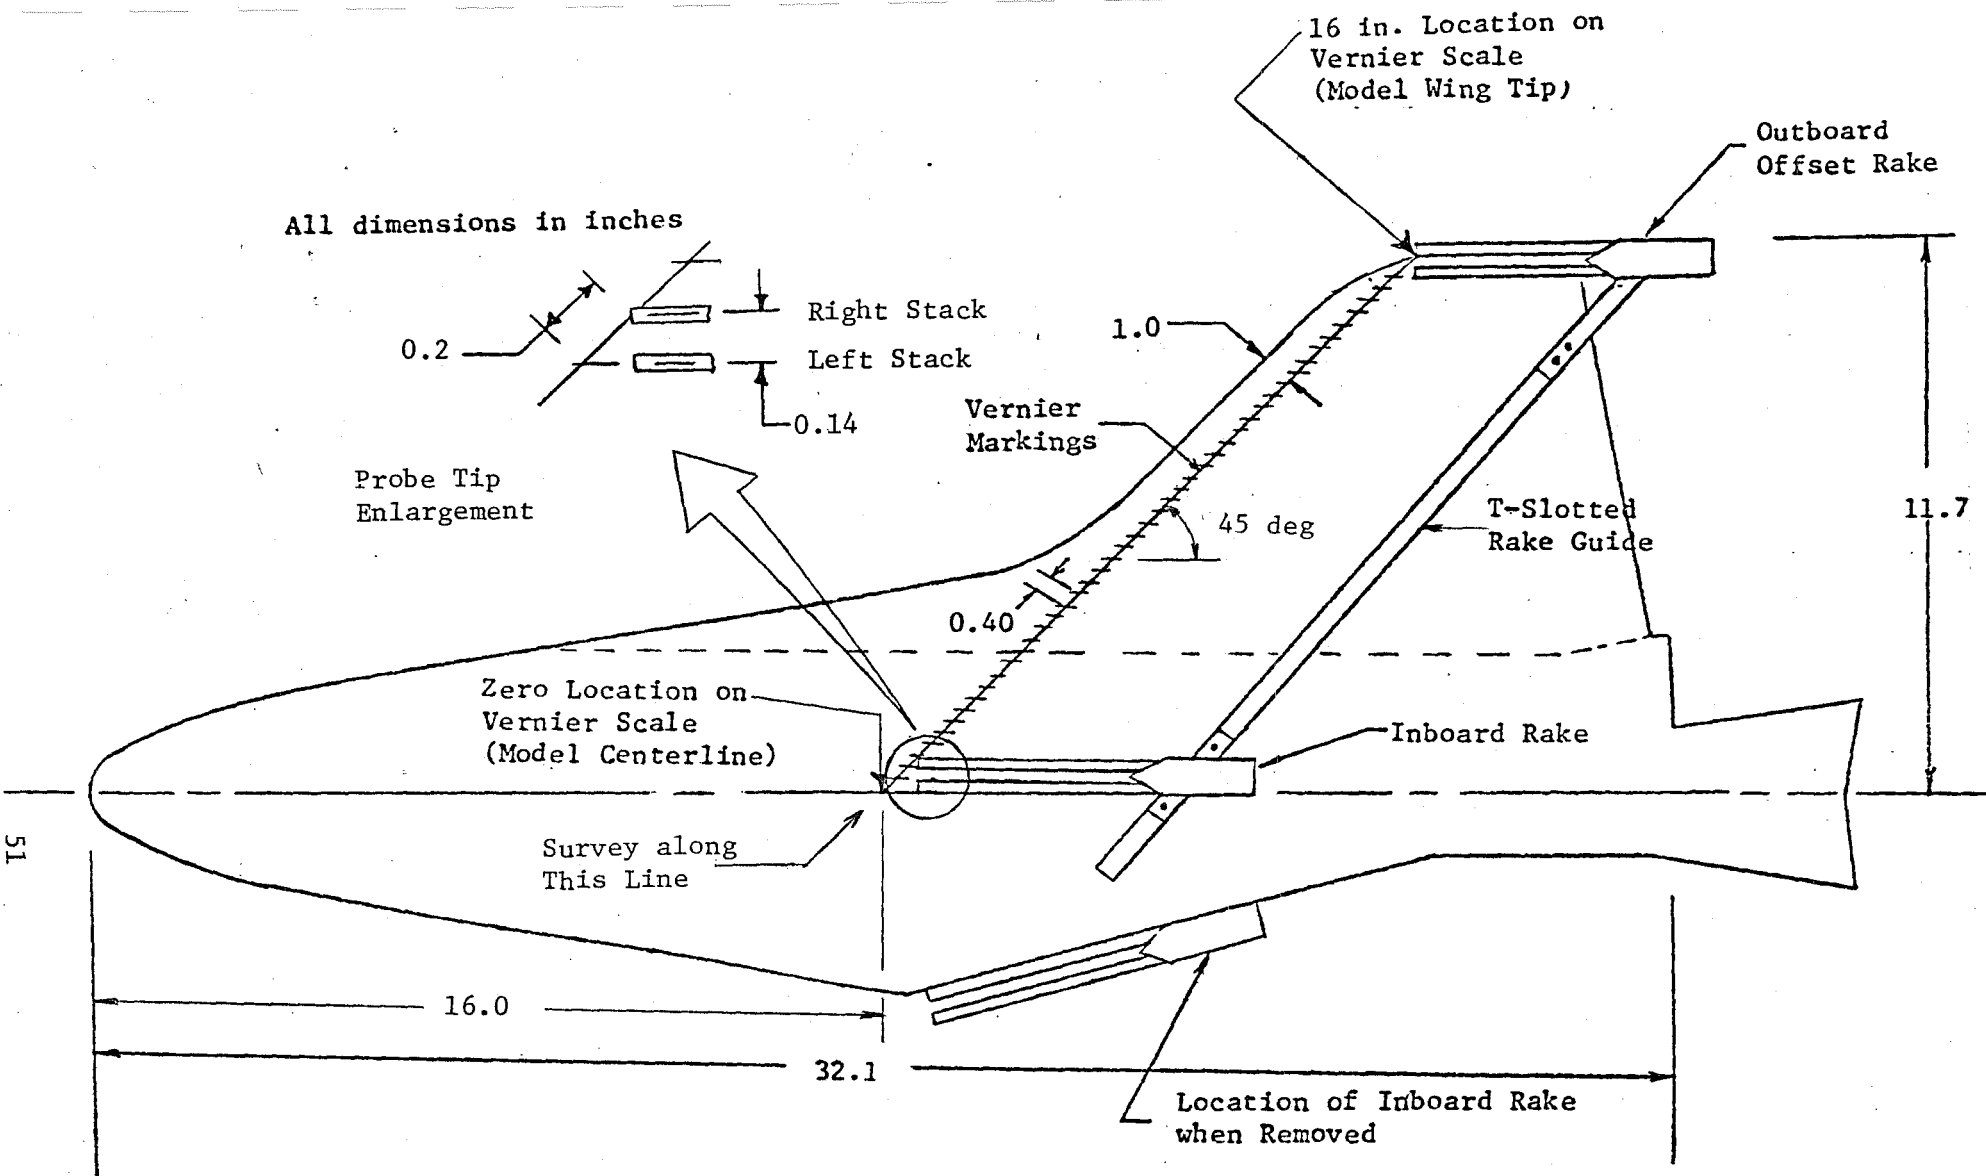 16 in. Location on
Vernier Scale
(Model Wing Tip)
Outboard
Offset Rake
All dimensions in inches
Right Stack
0.2
Left Stack
0.14
1.0
Vernier
Markings
Probe Tip
Enlargement
45 deg
T-Slotted
Rake Guide
11.7
0.40
Zero Location on
Vernier Scale
(Model Centerline)
Inboard Rake
Survey along
This Line
51
16.0
32.1
Location of Inboard Rake
when Removed